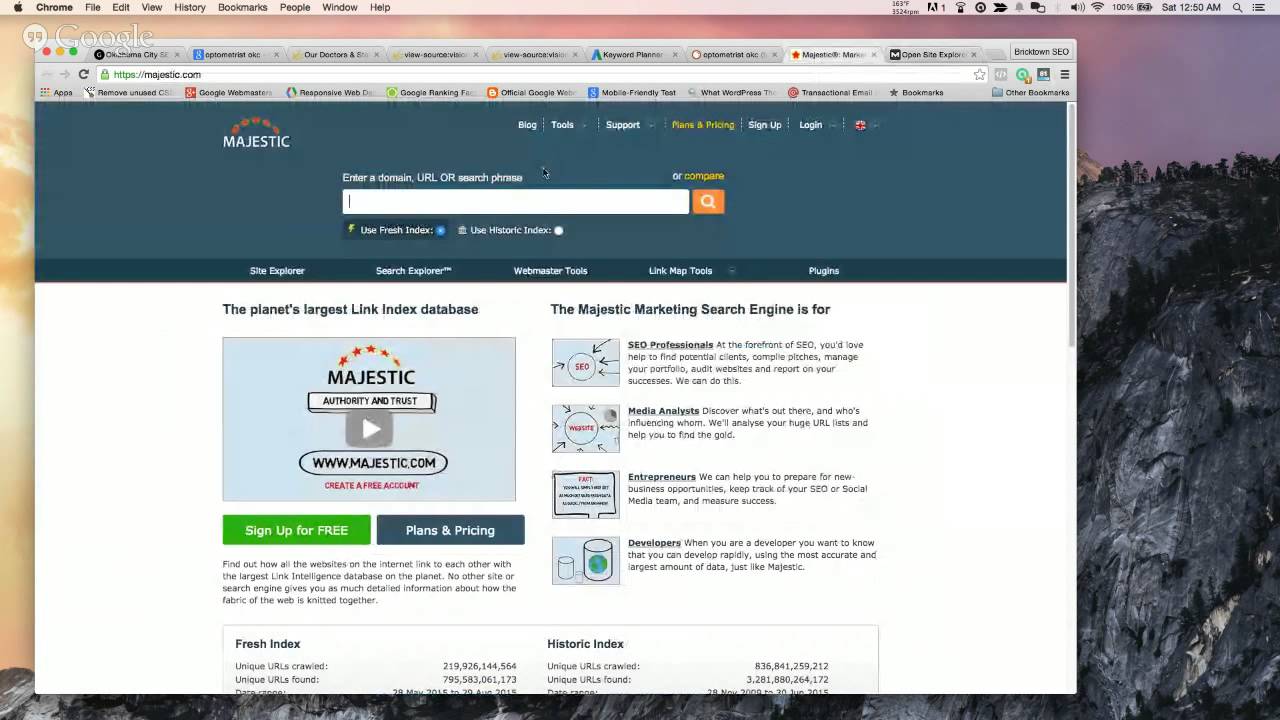 Chrome File Edit View History Bookmarks People Window Help
163°F
3524rpm
1
100%
Sat 12:50 AM
Google
Oklahoma City SE
optometrist okc
Our Doctors & St
view-source:vision
view-source:vision
Keyword Planner
optometrist okc
Majestic®: Market
Open Site Explore
Bricktown SEO
https://majestic.com
Apps
Remove unused CS
Google Webmasters
Responsive Web De
Google Ranking Fac
Official Google Web
Mobile-Friendly Test
What WordPress Th
Transactional Email
Bookmarks
Other Bookmarks
MAJESTIC
Blog Tools Support Plans & Pricing Sign Up Login
Enter a domain, URL OR search phrase
or compare
Use Fresh Index:
Use Historic Index:
Site Explorer Search Explorer™ Webmaster Tools Link Map Tools Plugins
The planet's largest Link Index database
MAJESTIC
AUTHORITY AND TRUST
WWW.MAJESTIC.COM
CREATE A FREE ACCOUNT
Sign Up for FREE
Plans & Pricing
Find out how all the websites on the internet link to each other with
the largest Link Intelligence database on the planet. No other site or
search engine gives you as much detailed information about how the
fabric of the web is knitted together.
The Majestic Marketing Search Engine is for
SEO
SEO Professionals At the forefront of SEO, you'd love
help to find potential clients, compile pitches, manage
your portfolio, audit websites and report on your
successes. We can do this.
WEBSITE
Media Analysts Discover what's out there, and who's
influencing whom. We'll analyse your huge URL lists and
help you to find the gold.
FACT:
Entrepreneurs We can help you to prepare for new-
business opportunities, keep track of your SEO or Social
Media team, and measure success.
Developers When you are a developer you want to know
that you can develop rapidly, using the most accurate and
largest amount of data, just like Majestic.
Fresh Index
Unique URLs crawled: 219,926,144,564
Unique URLs found: 795,583,061,173
Date range: 28 May 2015 to 29 Aug 2015
Historic Index
Unique URLs crawled: 836,841,259,212
Unique URLs found: 3,281,880,264,172
Date range: 28 Nov 2009 to 30 Jun 2015